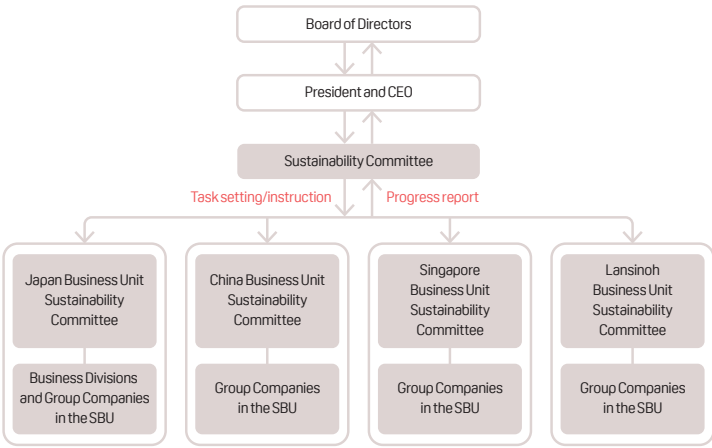 Board of Directors
President and CEO
Sustainability Committee
Task setting/instruction
Progress report
Japan Business Unit
Sustainability
Committee
China Business Unit
Sustainability
Committee
Singapore
Business Unit
Sustainability
Committee
Lansinoh
Business Unit
Sustainability
Committee
Business Divisions
and Group Companies
in the SBU
Group Companies
in the SBU
Group Companies
in the SBU
Group Companies
in the SBU